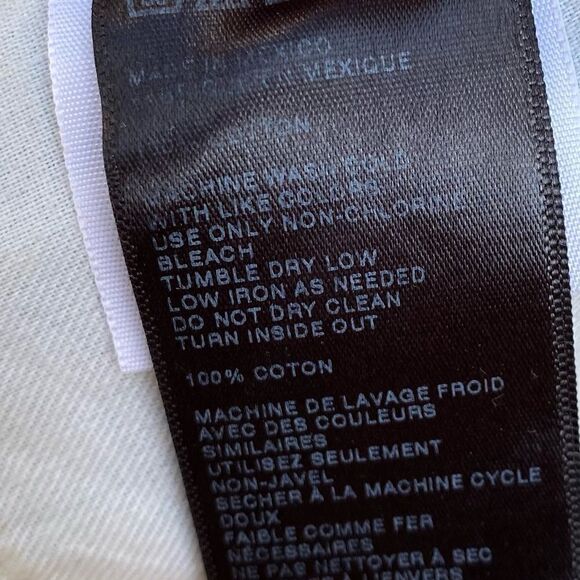 MADE IN MEXICO
MEXIQUE
COTTON
MACHINE WASH COLD
WITH LIKE COLORS
USE ONLY NON-CHLORINE
BLEACH
TUMBLE DRY LOW
LOW IRON AS NEEDED
DO NOT DRY CLEAN
TURN INSIDE OUT
100% COTON
MACHINE DE LAVAGE FROID
AVEC DES COULEURS
SIMILAIRES
UTILISEZ SEULEMENT
NON-JAVEL
SECHER À LA MACHINE CYCLE
DOUX
FAIBLE COMME FER
NÉCESSAIRES
NE PAS NETTOYER À SEC
L'ENVERS